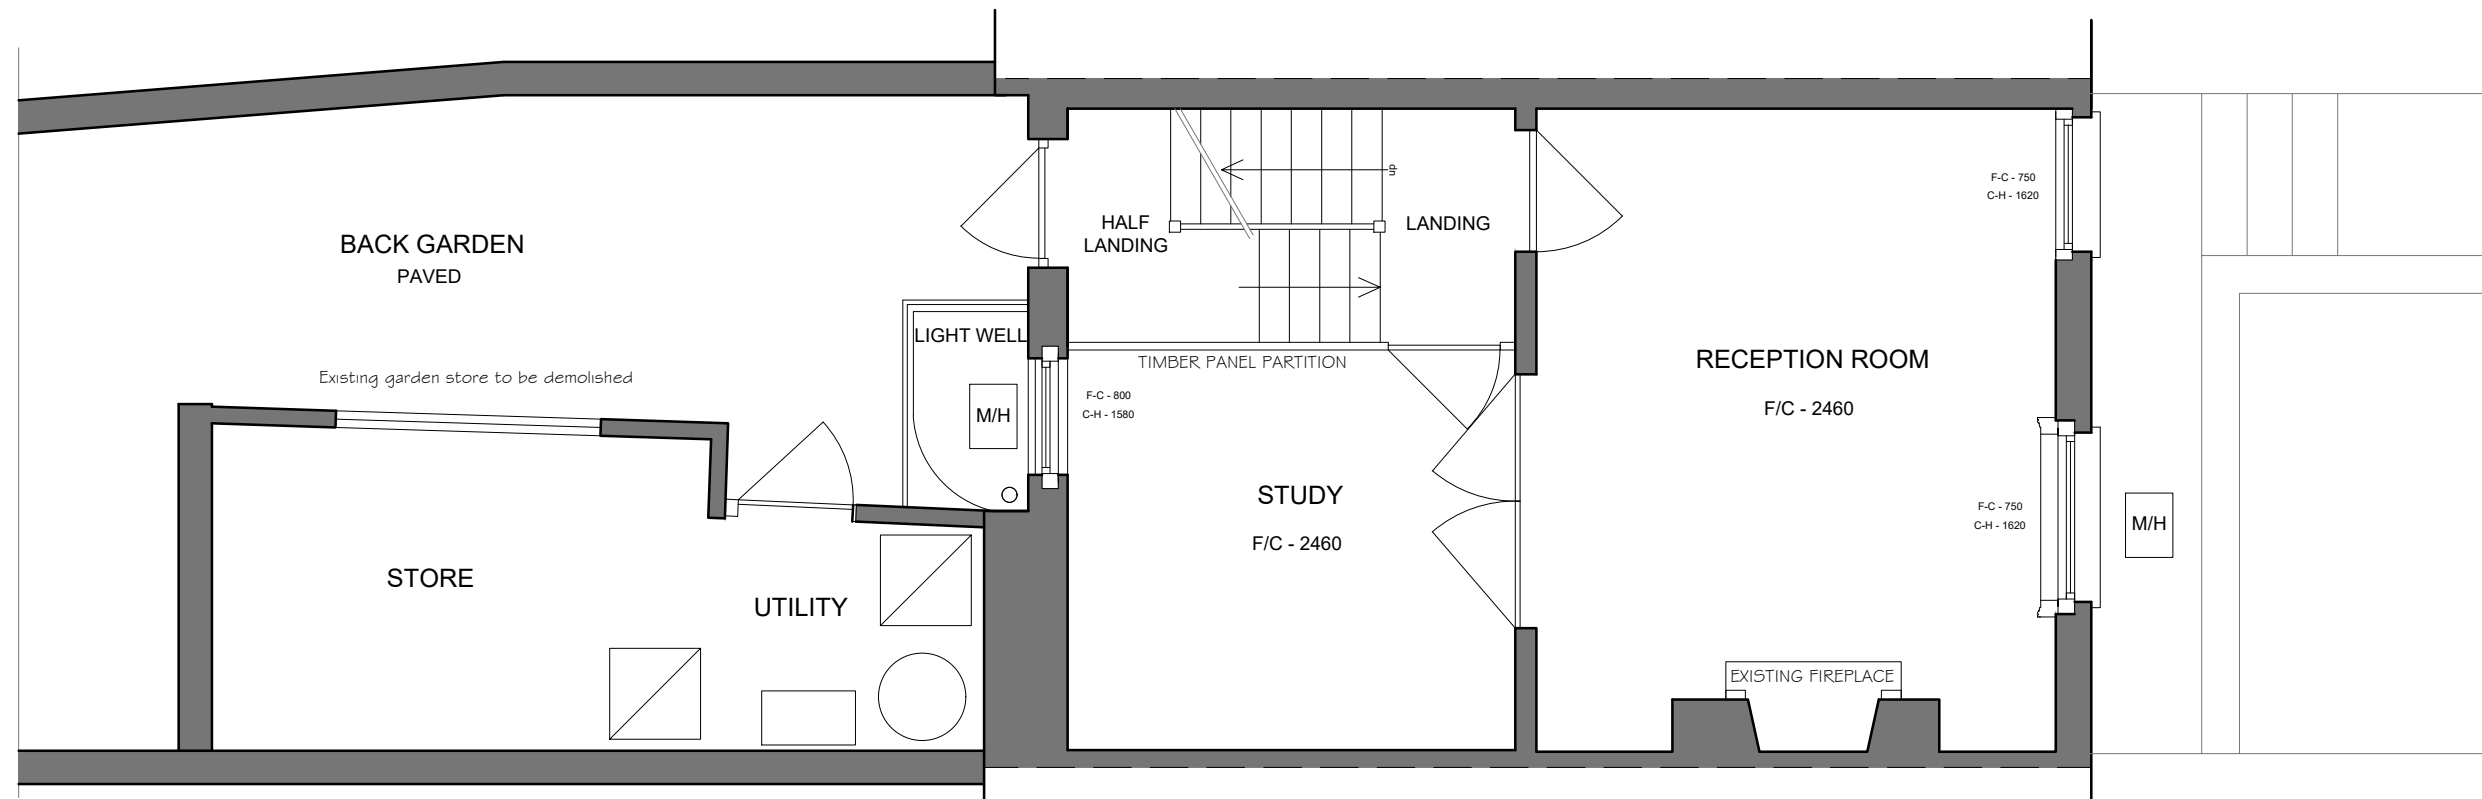 BACK GARDEN
PAVED
Existing garden store to be demolished
STORE
UTILITY
LIGHT WELL
M/H
HALF
LANDING
dn
LANDING
TIMBER PANEL PARTITION
F-C - 800
C-H - 1580
STUDY
F/C - 2460
RECEPTION ROOM
F/C - 2460
F-C - 750
C-H - 1620
F-C - 750
C-H - 1620
EXISTING FIREPLACE
M/H